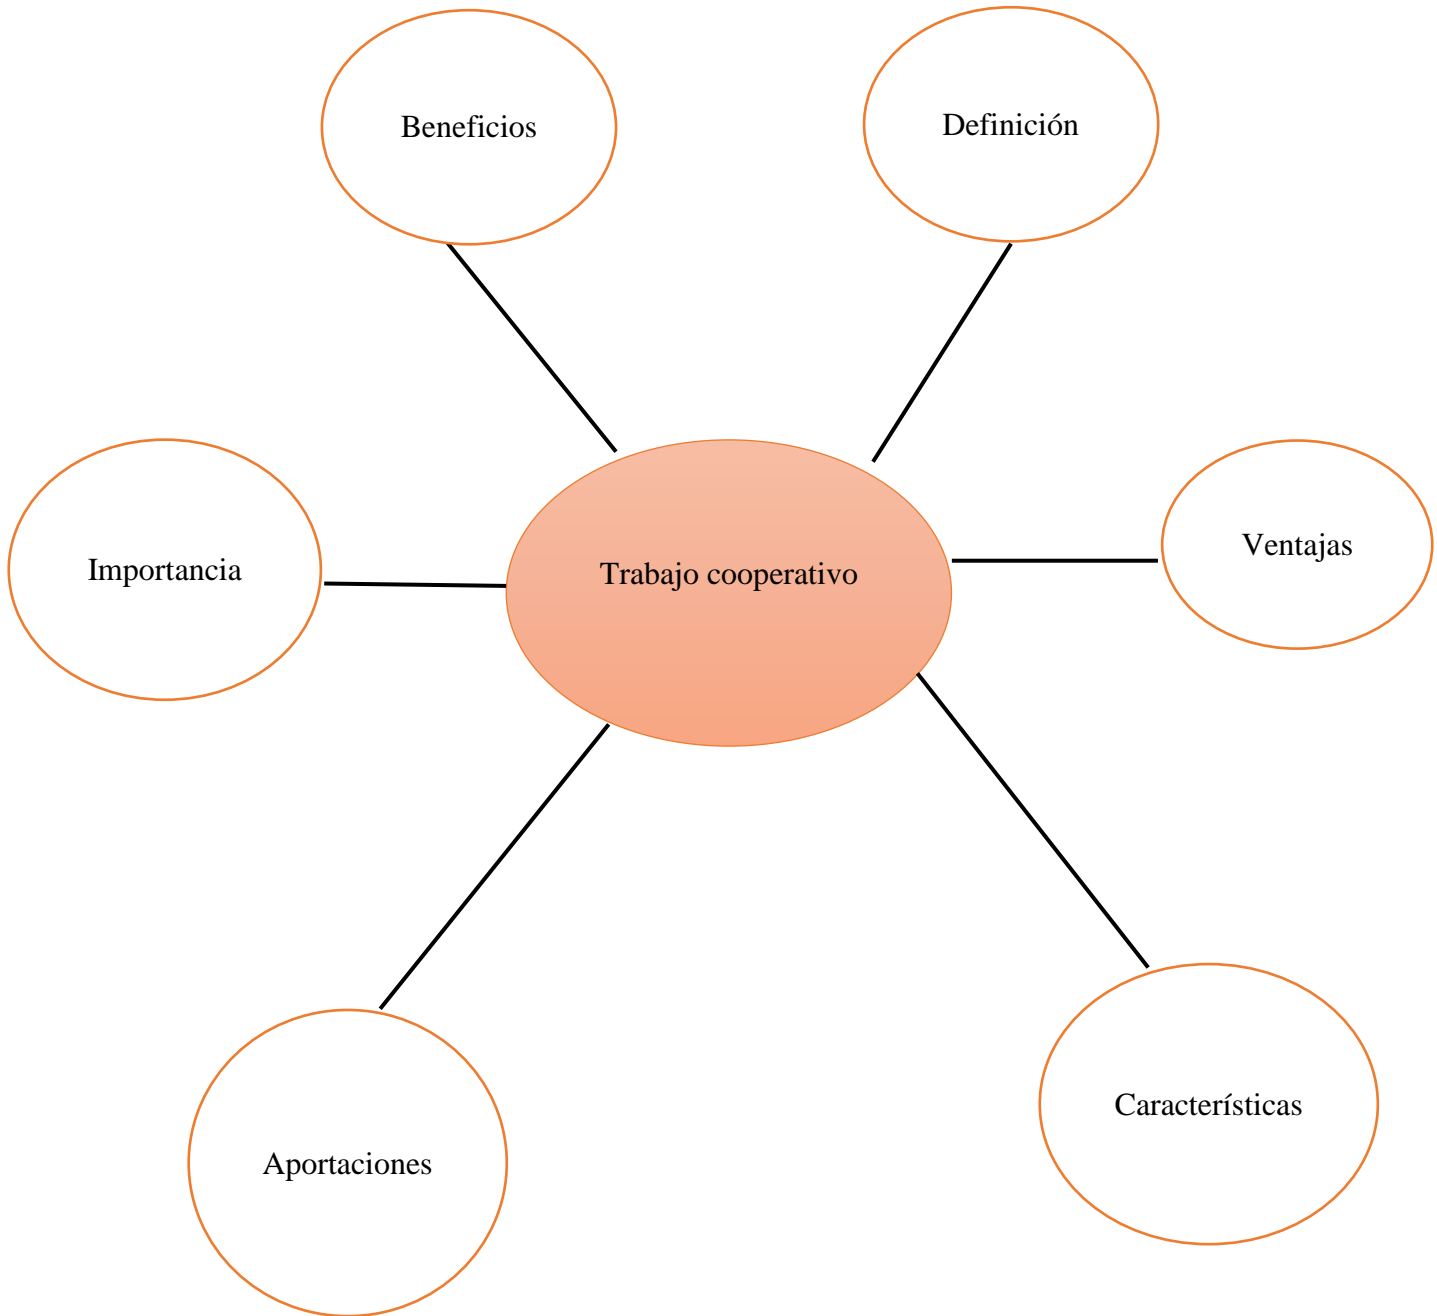 Beneficios
Definición
Ventajas
Importancia
Trabajo cooperativo
Características
Aportaciones